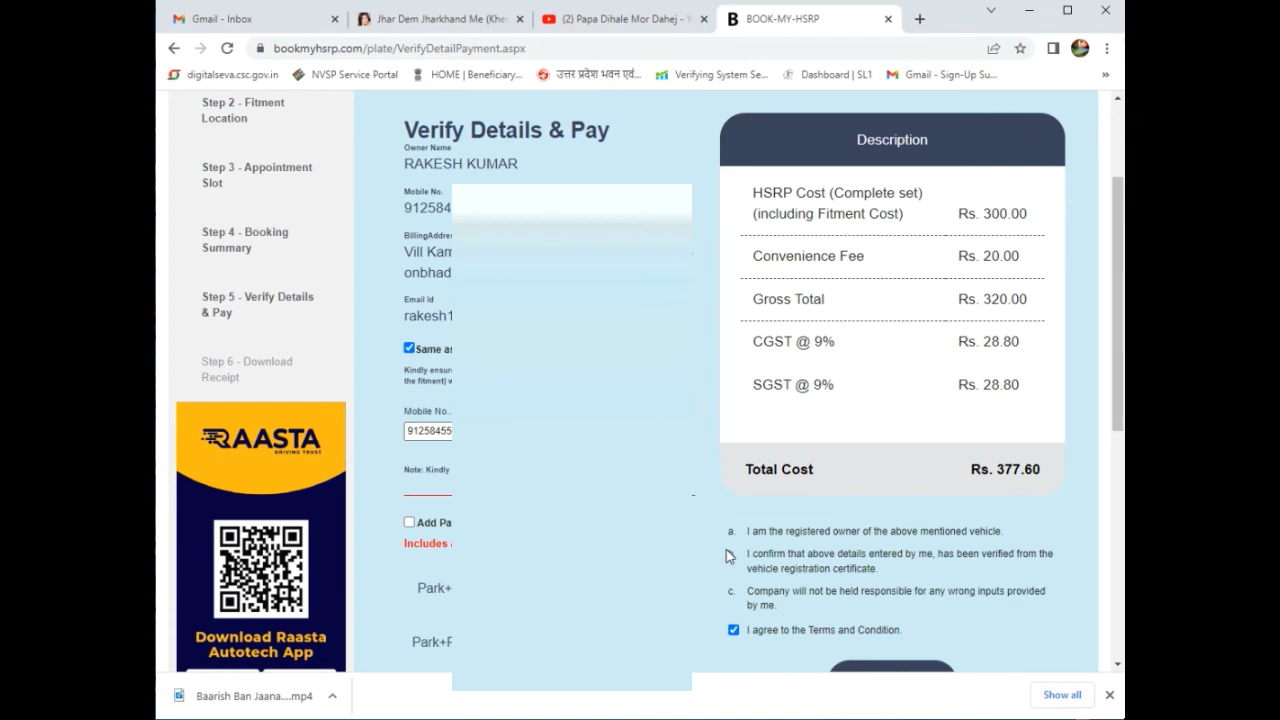 Gmail - Inbox
Jhar Dem Jharkhand Me (Khe
(2) Papa Dihale Mor Dahej -
BOOK-MY-HSRP
bookmyhsrp.com/plate/VerifyDetailPayment.aspx
digitalseva.csc.gov.in
NVSP Service Portal
HOME | Beneficiary...
उत्तर प्रदेश भवन एवं...
Verifying System Se...
Dashboard | SL1
Gmail - Sign-Up Su...
»
Step 2 - Fitment
Location
Step 3 - Appointment
Slot
Step 4 - Booking
Summary
Step 5 - Verify Details
& Pay
Step 6 - Download
Receipt
RAASTA
DRIVING TRUST
Download Raasta
Autotech App
Verify Details & Pay
Owner Name
RAKESH KUMAR
Mobile No.
912584
BillingAddre
Vill Kam
onbhad
Email Id
rakesh1
Same as
Kindly ensur
the fitment) w
Mobile No..
91258455
Note: Kindly
Add Pa
Includes
Park+
Park+F
Description
HSRP Cost (Complete set)
(including Fitment Cost) Rs. 300.00
Convenience Fee Rs. 20.00
Gross Total Rs. 320.00
CGST @ 9% Rs. 28.80
SGST @ 9% Rs. 28.80
Total Cost Rs. 377.60
a. I am the registered owner of the above mentioned vehicle.
I confirm that above details entered by me, has been verified from the
vehicle registration certificate.
c. Company will not be held responsible for any wrong inputs provided
by me.
I agree to the Terms and Condition.
Baarish Ban Jaana....mp4
Show all